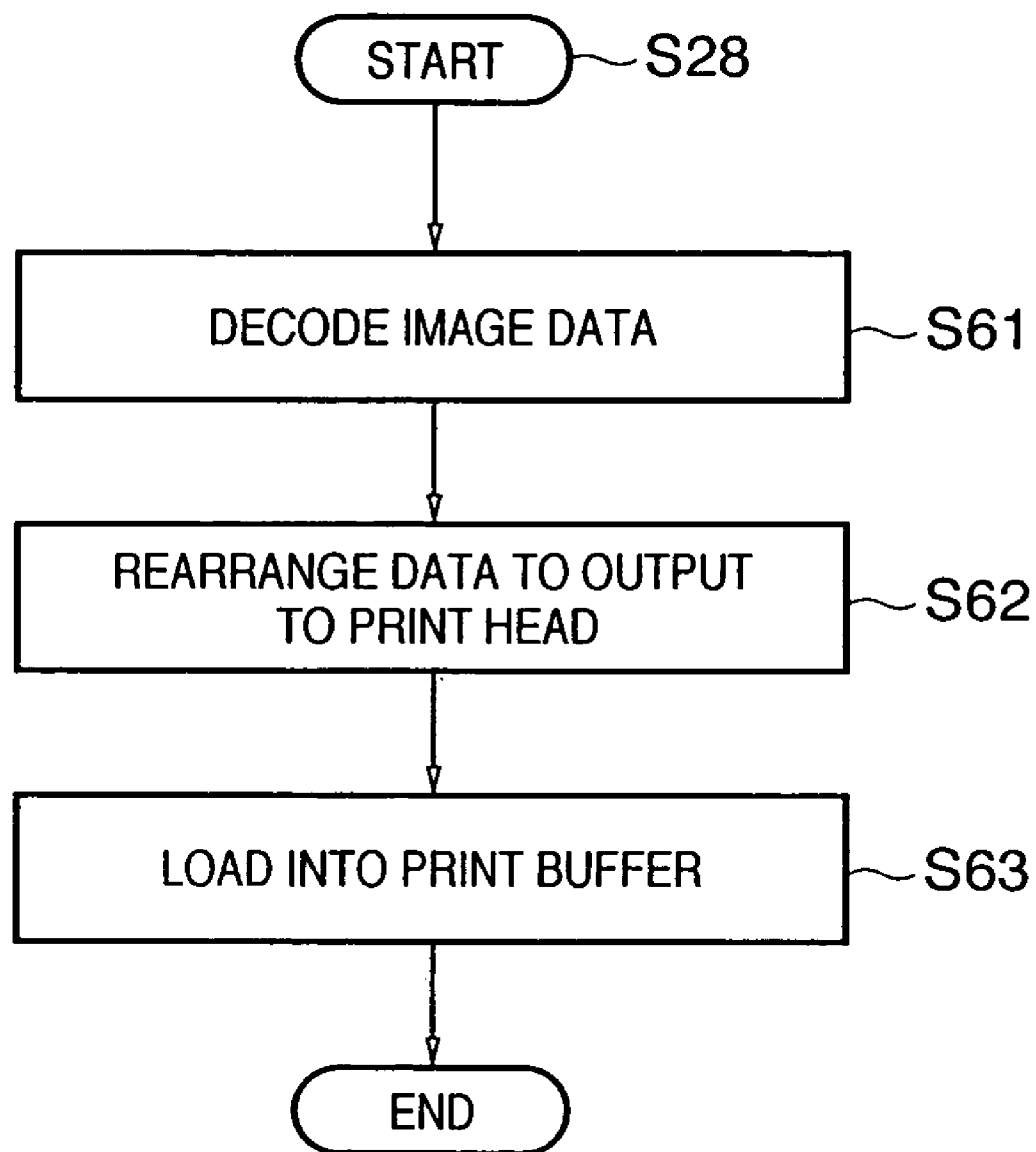 START
S28
DECODE IMAGE DATA
S61
REARRANGE DATA TO OUTPUT
TO PRINT HEAD
S62
LOAD INTO PRINT BUFFER
S63
END